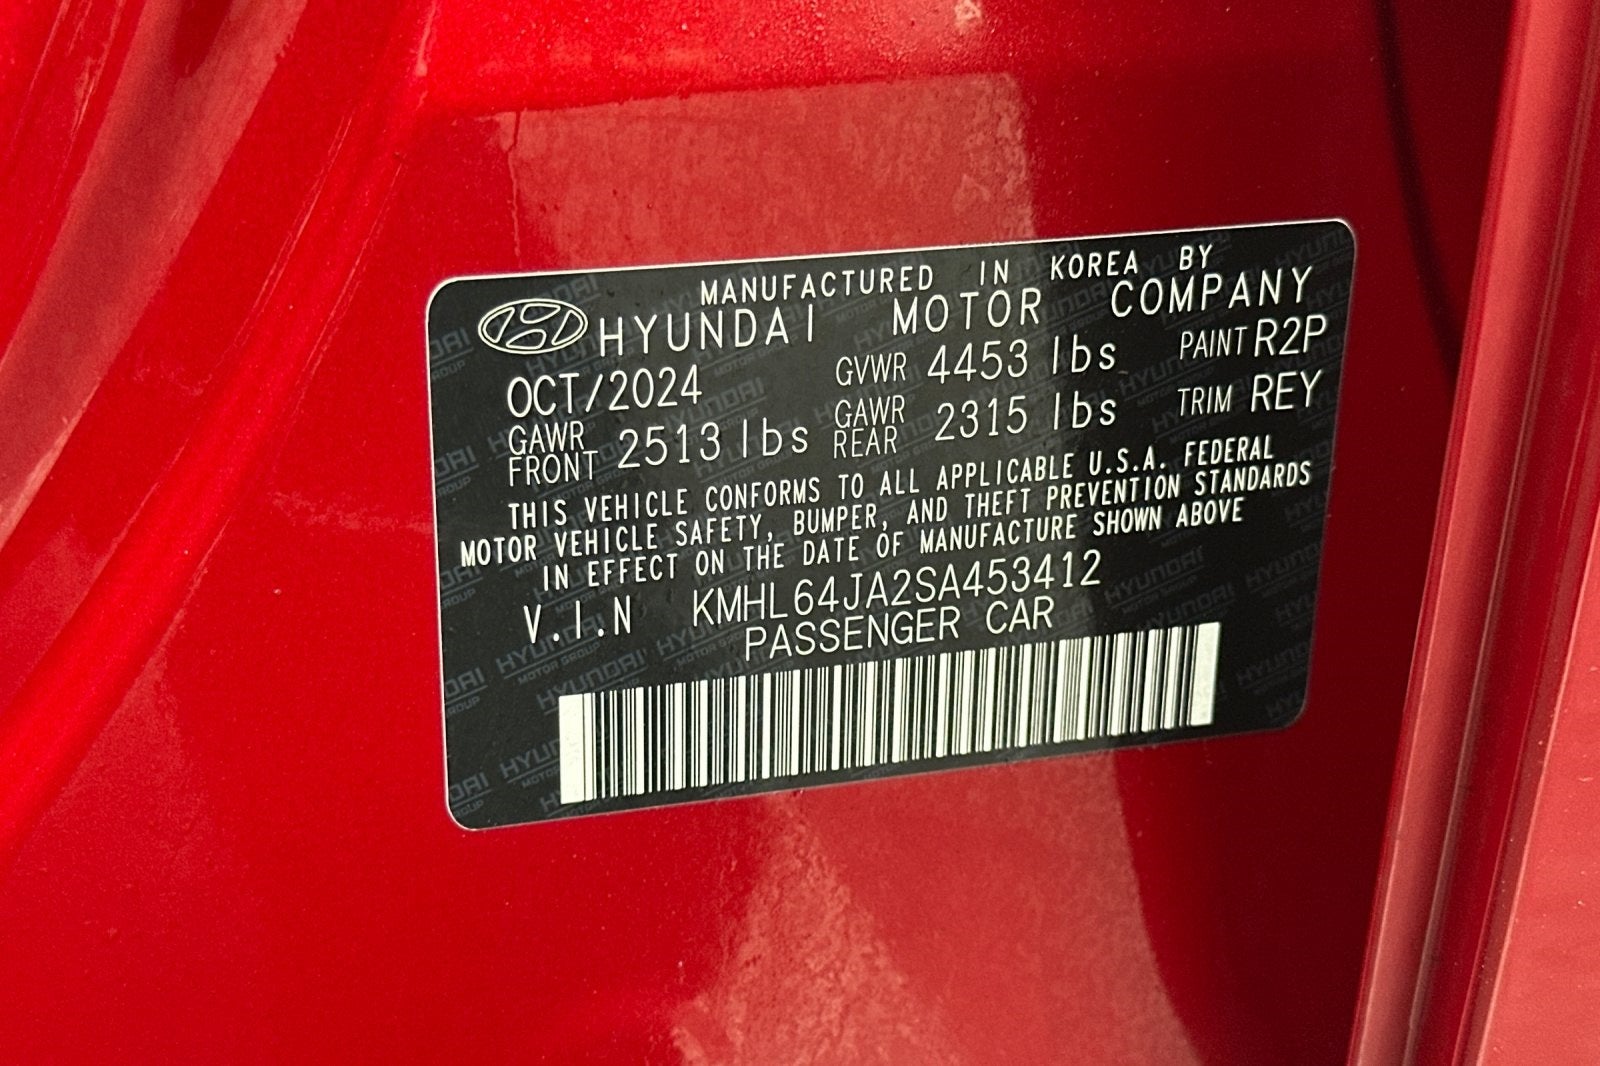 MANUFACTURED IN KOREA BY
HYUNDAI MOTOR COMPANY
OCT/2024 GVWR 4453 lbs PAINT R2P
GAWR FRONT 2513 lbs GAWR REAR 2315 lbs TRIM REY
THIS VEHICLE CONFORMS TO ALL APPLICABLE U.S.A. FEDERAL
MOTOR VEHICLE SAFETY, BUMPER, AND THEFT PREVENTION STANDARDS
IN EFFECT ON THE DATE OF MANUFACTURE SHOWN ABOVE
V.I.N KMHL64JA2SA453412
PASSENGER CAR